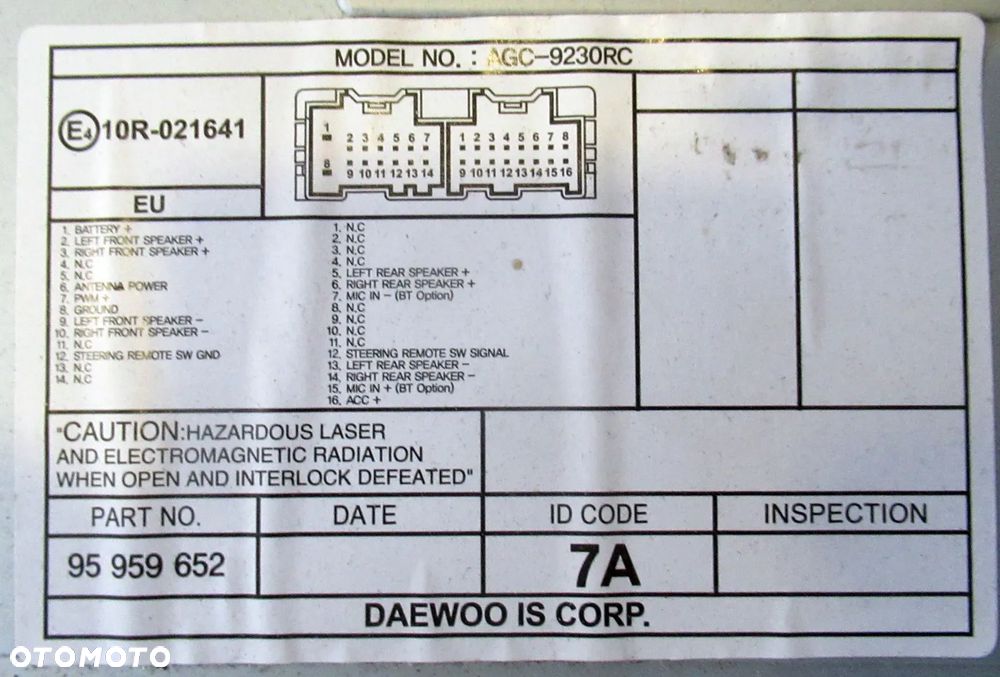 MODEL NO. : AGC-9230RC
E4 10R-021641
EU
1 2 3 4 5 6 7
8 9 10 11 12 13 14
1 2 3 4 5 6 7 8
9 10 11 12 13 14 15 16
1. BATTERY +
2. LEFT FRONT SPEAKER +
3. RIGHT FRONT SPEAKER +
4. N.C
5. N.C
6. ANTENNA POWER
7. PWM +
8. GROUND
9. LEFT FRONT SPEAKER -
10. RIGHT FRONT SPEAKER -
11. N.C
12. STEERING REMOTE SW GND
13. N.C
14. N.C
1. N.C
2. N.C
3. N.C
4. N.C
5. LEFT REAR SPEAKER +
6. RIGHT REAR SPEAKER +
7. MIC IN - (BT Option)
8. N.C
9. N.C
10. N.C
11. N.C
12. STEERING REMOTE SW SIGNAL
13. LEFT REAR SPEAKER -
14. RIGHT REAR SPEAKER -
15. MIC IN + (BT Option)
16. ACC +
"CAUTION:HAZARDOUS LASER
AND ELECTROMAGNETIC RADIATION
WHEN OPEN AND INTERLOCK DEFEATED"
PART NO. DATE ID CODE INSPECTION
95 959 652 7A
DAEWOO IS CORP.
OTOMOTO